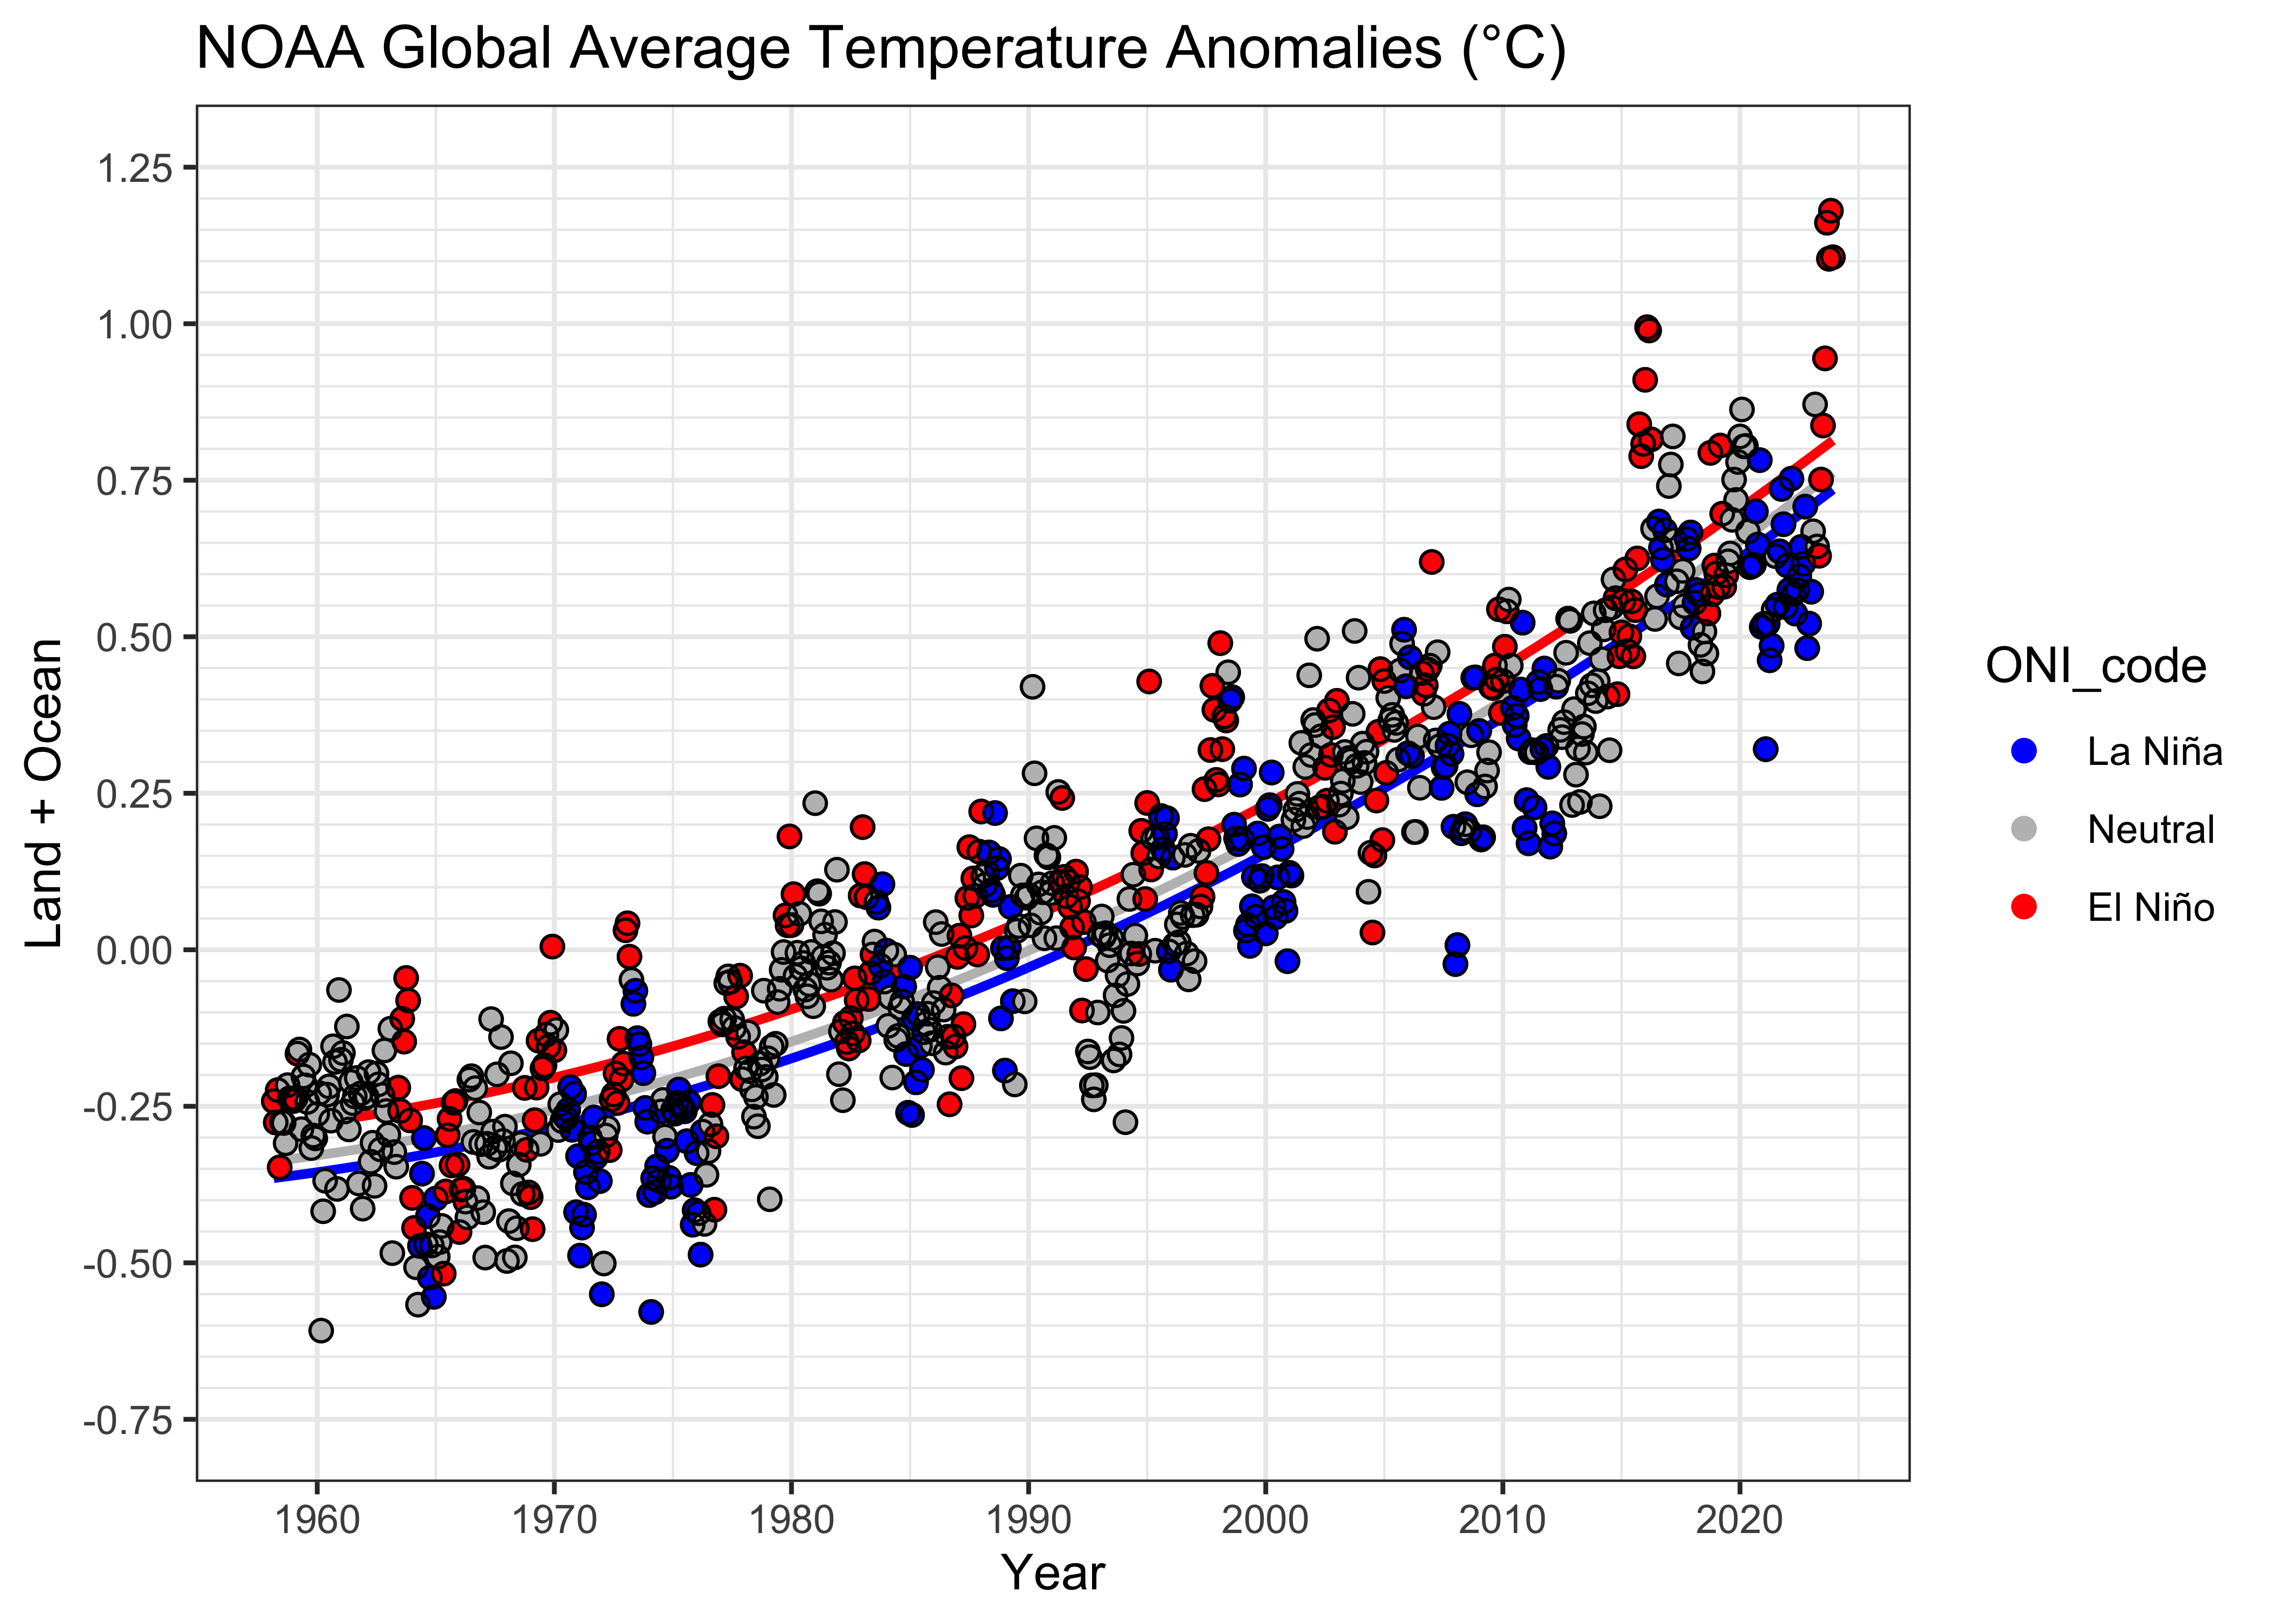 NOAA Global Average Temperature Anomalies (°C)
1.25
1.00
0.75
0.50
0.25
0.00
-0.25
-0.50
-0.75
Land + Ocean
1960 1970 1980 1990 2000 2010 2020
Year
ONI_code
La Niña
Neutral
El Niño